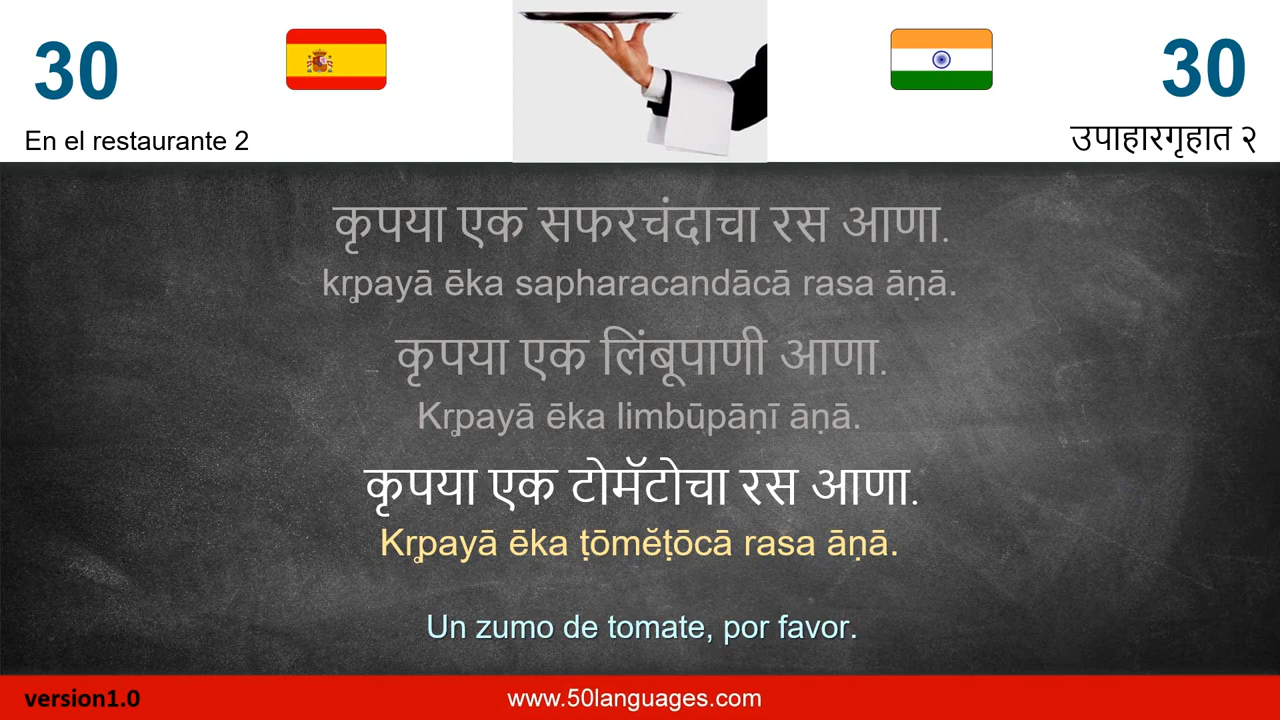 30
30
En el restaurante 2
उपाहारगृहात २
कृपया एक सफरचंदाचा रस आणा.
kr̥payā ēka sapharacandācā rasa āṇā.
कृपया एक लिंबूपाणी आणा.
Kr̥payā ēka limbūpāṇī āṇā.
कृपया एक टोमॅटोचा रस आणा.
Kr̥payā ēka ṭōmĕṭōcā rasa āṇā.
Un zumo de tomate, por favor.
version1.0
www.50languages.com